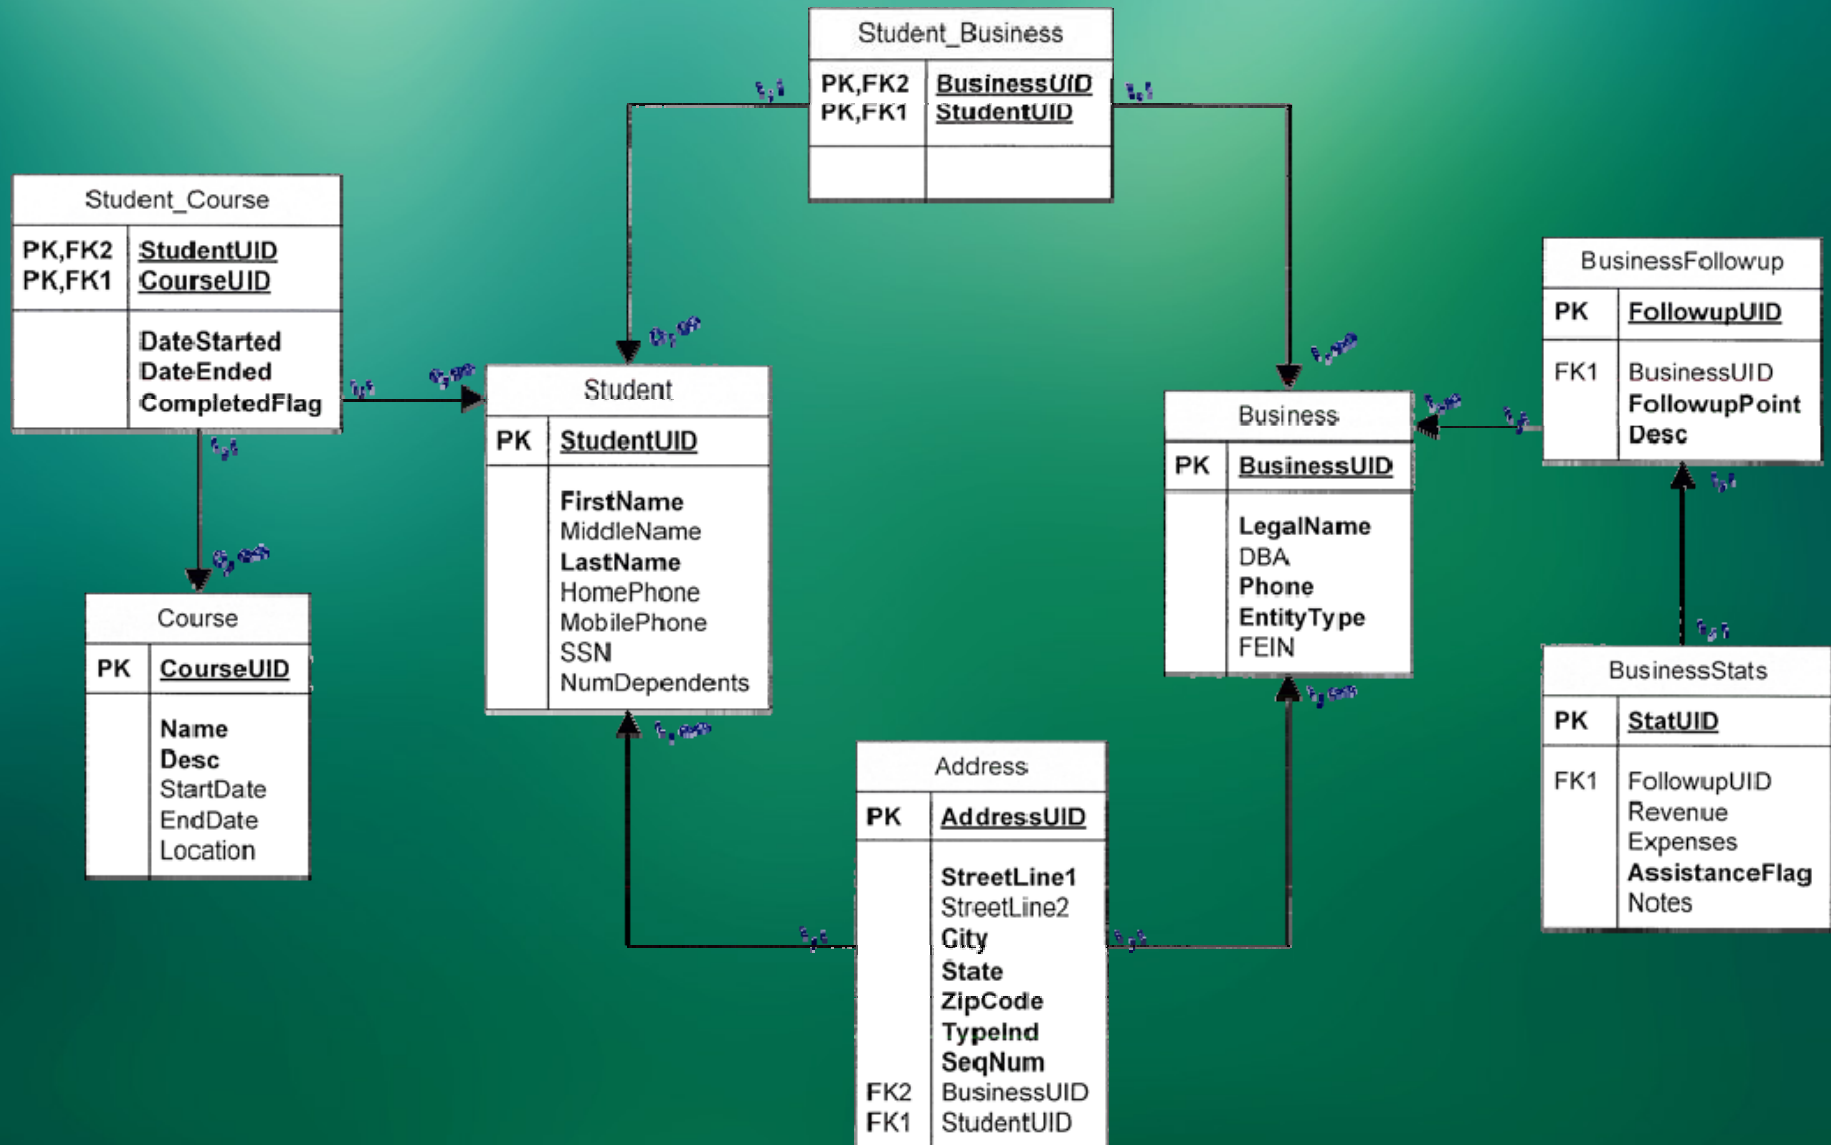 Student_Business
PK,FK2 BusinessUID
PK,FK1 StudentUID
Student_Course
PK,FK2 StudentUID
PK,FK1 CourseUID
DateStarted
DateEnded
CompletedFlag
Student
PK StudentUID
FirstName
MiddleName
LastName
HomePhone
MobilePhone
SSN
NumDependents
Business
PK BusinessUID
LegalName
DBA
Phone
EntityType
FEIN
BusinessFollowup
PK FollowupUID
FK1 BusinessUID
FollowupPoint
Desc
Course
PK CourseUID
Name
Desc
StartDate
EndDate
Location
Address
PK AddressUID
StreetLine1
StreetLine2
City
State
ZipCode
TypeInd
SeqNum
FK2 BusinessUID
FK1 StudentUID
BusinessStats
PK StatUID
FK1 FollowupUID
Revenue
Expenses
AssistanceFlag
Notes